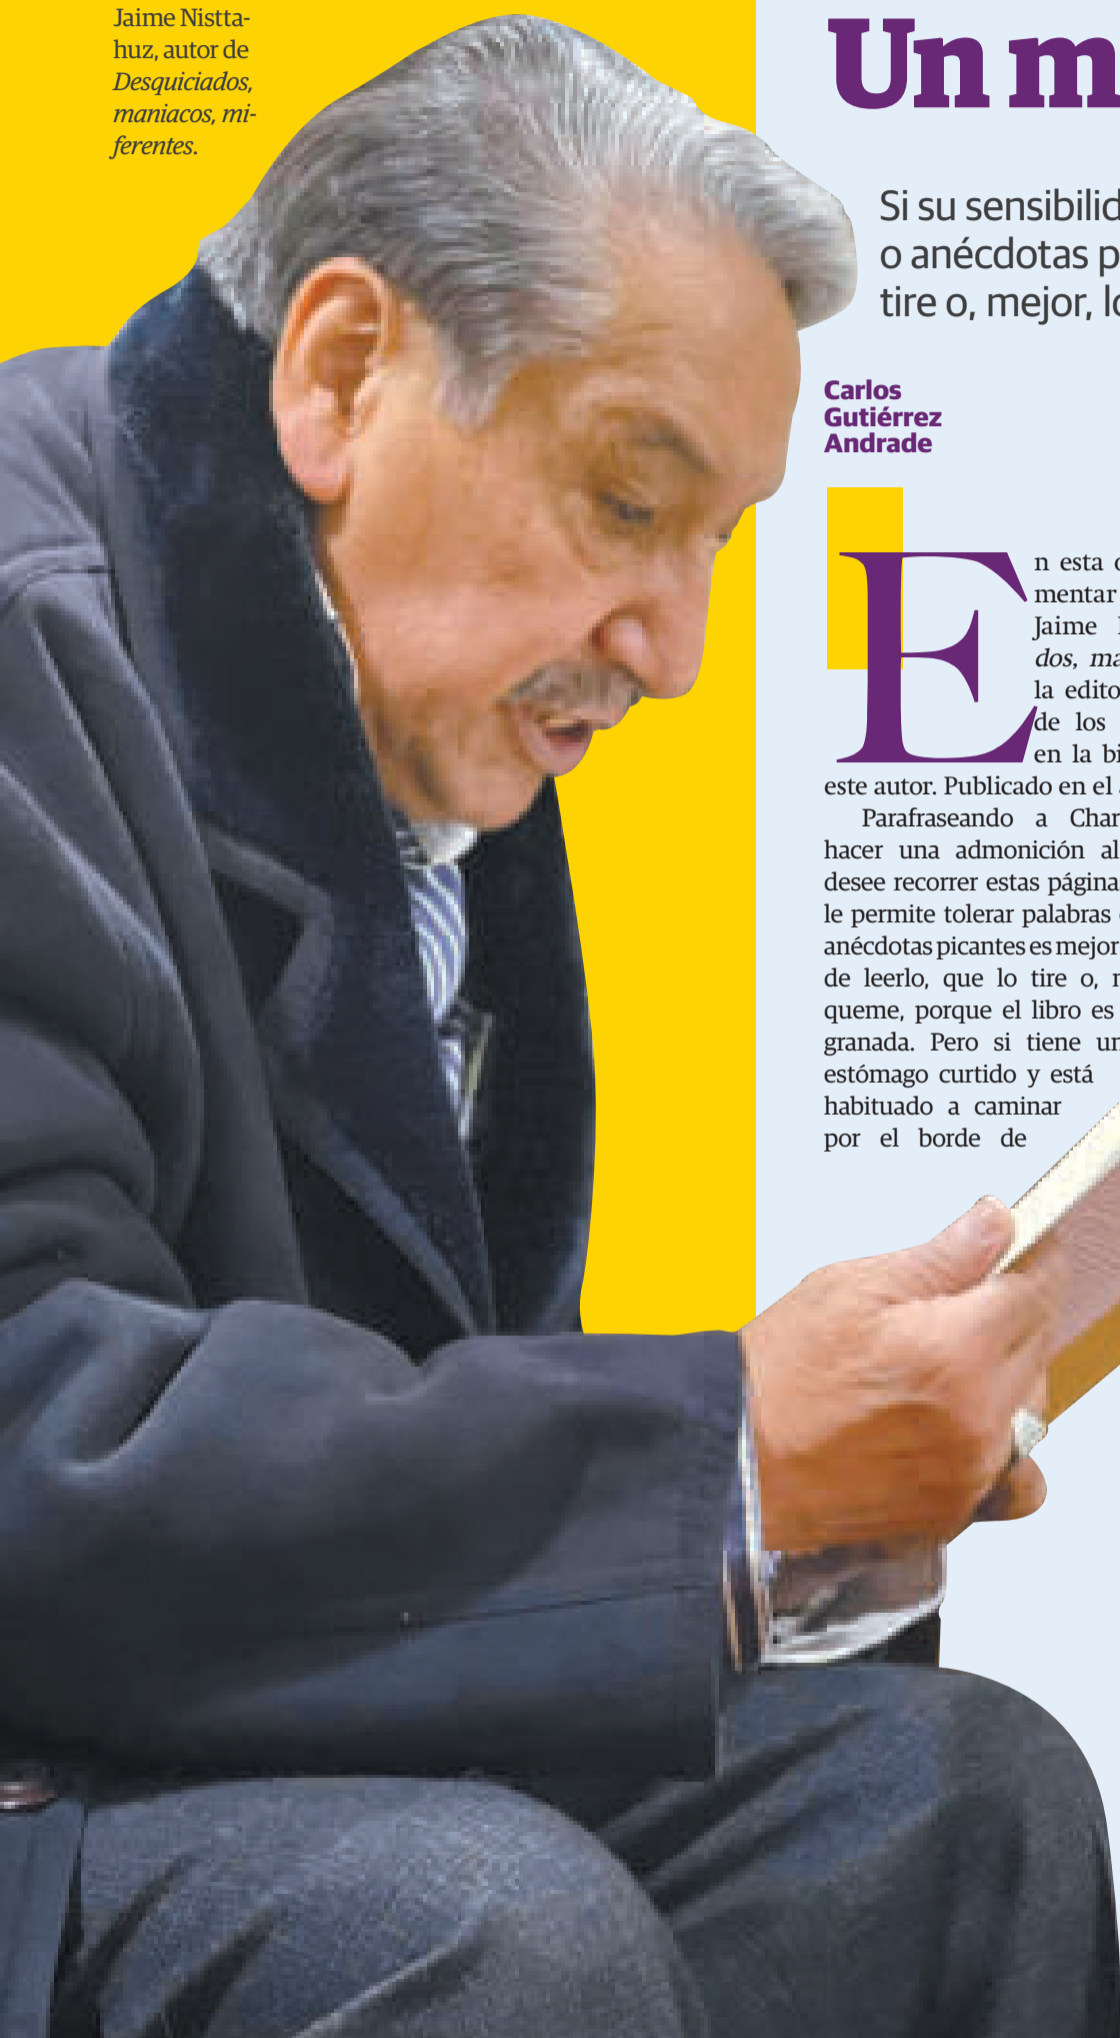 Jaime Nistta-
huz, autor de
Desquiciados,
maniacos, mi-
ferentes.
Un m
Si su sensibilid
o anécdotas p
tire o, mejor, lo
Carlos
Gutiérrez
Andrade
En esta
mentar
Jaime
dos, ma
la edito
de los
en la bi
este autor. Publicado en el
Parafraseando a Char
hacer una admonición al
desee recorrer estas página
le permite tolerar palabras
anécdotas picantes es mejor
de leerlo, que lo tire o,
queme, porque el libro es
granada. Pero si tiene un
estómago curtido y está
habituado a caminar
por el borde de